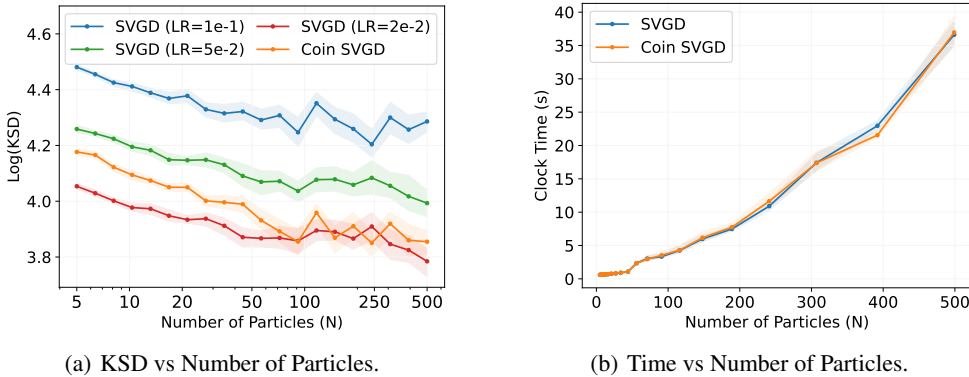 SVGD (LR=1e-1)
SVGD (LR=2e-2)
SVGD (LR=5e-2)
Coin SVGD
Log(KSD)
4.6
4.4
4.2
4.0
3.8
5 10 20 50 100 250 500
Number of Particles (N)
(a) KSD vs Number of Particles.
SVGD
Coin SVGD
Clock Time (s)
40
35
30
25
20
15
10
5
0
0 100 200 300 400 500
Number of Particles (N)
(b) Time vs Number of Particles.